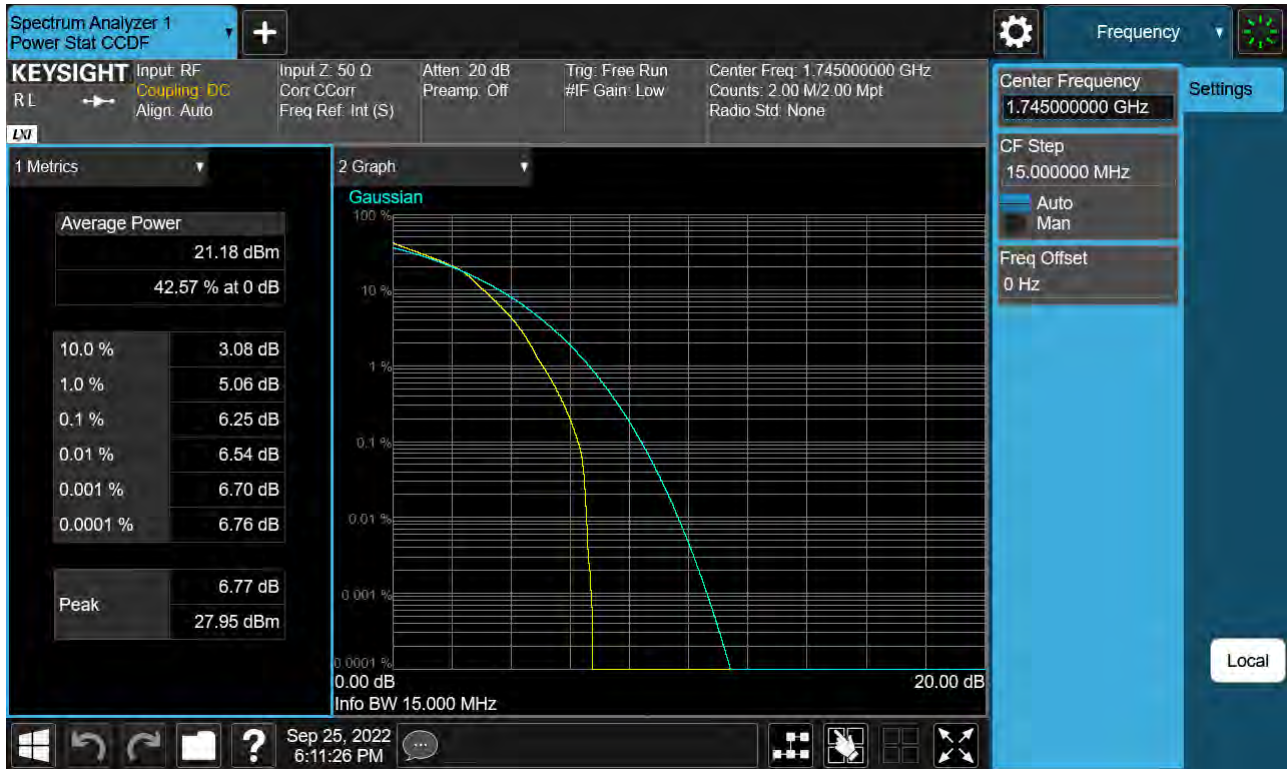 Spectrum Analyzer 1
Power Stat CCDF
Frequency
KEYSIGHT
RL
LXI
Input: RF
Coupling: DC
Align: Auto
Input Z: 50 Ω
Corr CCorr
Freq Ref: Int (S)
Atten: 20 dB
Preamp: Off
Trig: Free Run
#IF Gain: Low
Center Freq: 1.745000000 GHz
Counts: 2.00 M/2.00 Mpt
Radio Std: None
1 Metrics
Average Power
21.18 dBm
42.57 % at 0 dB
10.0 % 3.08 dB
1.0 % 5.06 dB
0.1 % 6.25 dB
0.01 % 6.54 dB
0.001 % 6.70 dB
0.0001 % 6.76 dB
Peak
6.77 dB
27.95 dBm
2 Graph
Gaussian
100 %
10 %
1 %
0.1 %
0.01 %
0.001 %
0.0001 %
0.00 dB 20.00 dB
Info BW 15.000 MHz
Center Frequency
1.745000000 GHz
CF Step
15.000000 MHz
Auto
Man
Freq Offset
0 Hz
Settings
Local
?
Sep 25, 2022
6:11:26 PM